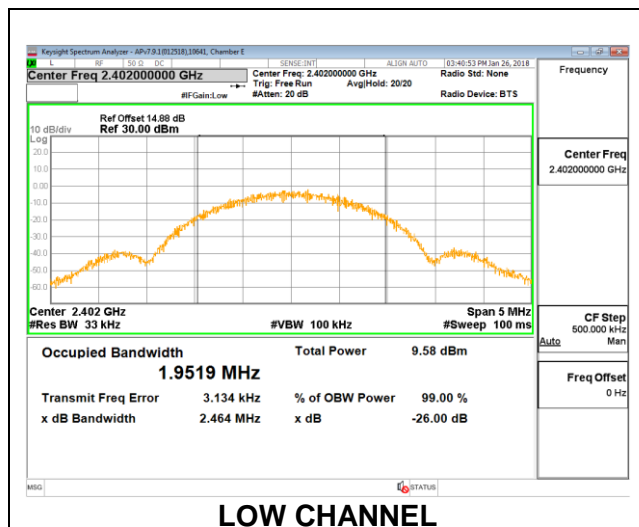 Keysight Spectrum Analyzer - APv7.9.1(012518),10641, Chamber E
L RF 50 Ω DC SENSE:INT ALIGN AUTO 03:40:53 PM Jan 26, 2018
Center Freq 2.402000000 GHz
Center Freq: 2.402000000 GHz
Radio Std: None
Trig: Free Run Avg|Hold: 20/20
#IFGain:Low #Atten: 20 dB Radio Device: BTS
Frequency
Ref Offset 14.88 dB
10 dB/div Ref 30.00 dBm
Log
20.0
10.0
0.00
-10.0
-20.0
-30.0
-40.0
-50.0
-60.0
Center 2.402 GHz Span 5 MHz
#Res BW 33 kHz #VBW 100 kHz #Sweep 100 ms
Center Freq
2.402000000 GHz
CF Step
500.000 kHz
Auto Man
Freq Offset
0 Hz
Occupied Bandwidth Total Power 9.58 dBm
1.9519 MHz
Transmit Freq Error 3.134 kHz % of OBW Power 99.00 %
x dB Bandwidth 2.464 MHz x dB -26.00 dB
MSG STATUS
LOW CHANNEL